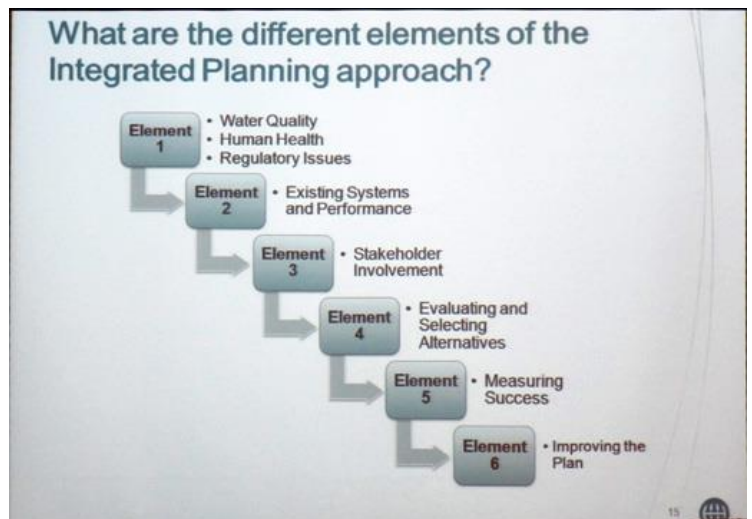 What are the different elements of the
Integrated Planning approach?
Element
1
• Water Quality
• Human Health
• Regulatory Issues
Element
2
• Existing Systems
and Performance
Element
3
• Stakeholder
Involvement
Element
4
• Evaluating and
Selecting
Alternatives
Element
5
• Measuring
Success
Element
6
• Improving the
Plan
15